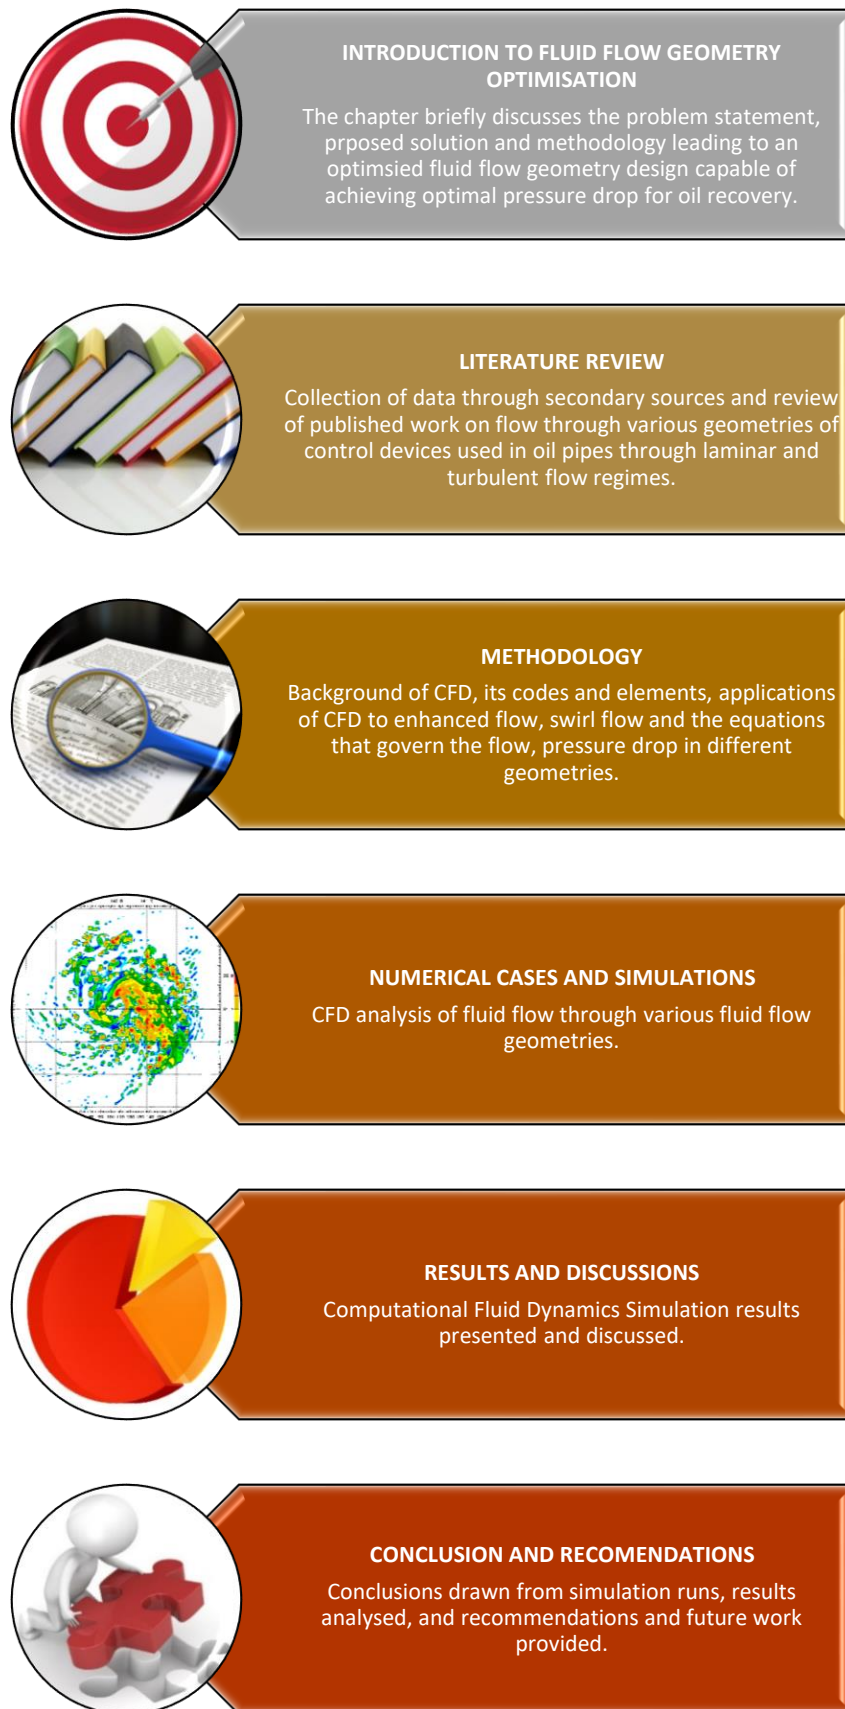 INTRODUCTION TO FLUID FLOW GEOMETRY
OPTIMISATION
The chapter briefly discusses the problem statement,
prposed solution and methodology leading to an
optimsied fluid flow geometry design capable of
achieving optimal pressure drop for oil recovery.
LITERATURE REVIEW
Collection of data through secondary sources and review
of published work on flow through various geometries of
control devices used in oil pipes through laminar and
turbulent flow regimes.
METHODOLOGY
Background of CFD, its codes and elements, applications
of CFD to enhanced flow, swirl flow and the equations
that govern the flow, pressure drop in different
geometries.
NUMERICAL CASES AND SIMULATIONS
CFD analysis of fluid flow through various fluid flow
geometries.
RESULTS AND DISCUSSIONS
Computational Fluid Dynamics Simulation results
presented and discussed.
CONCLUSION AND RECOMENDATIONS
Conclusions drawn from simulation runs, results
analysed, and recommendations and future work
provided.